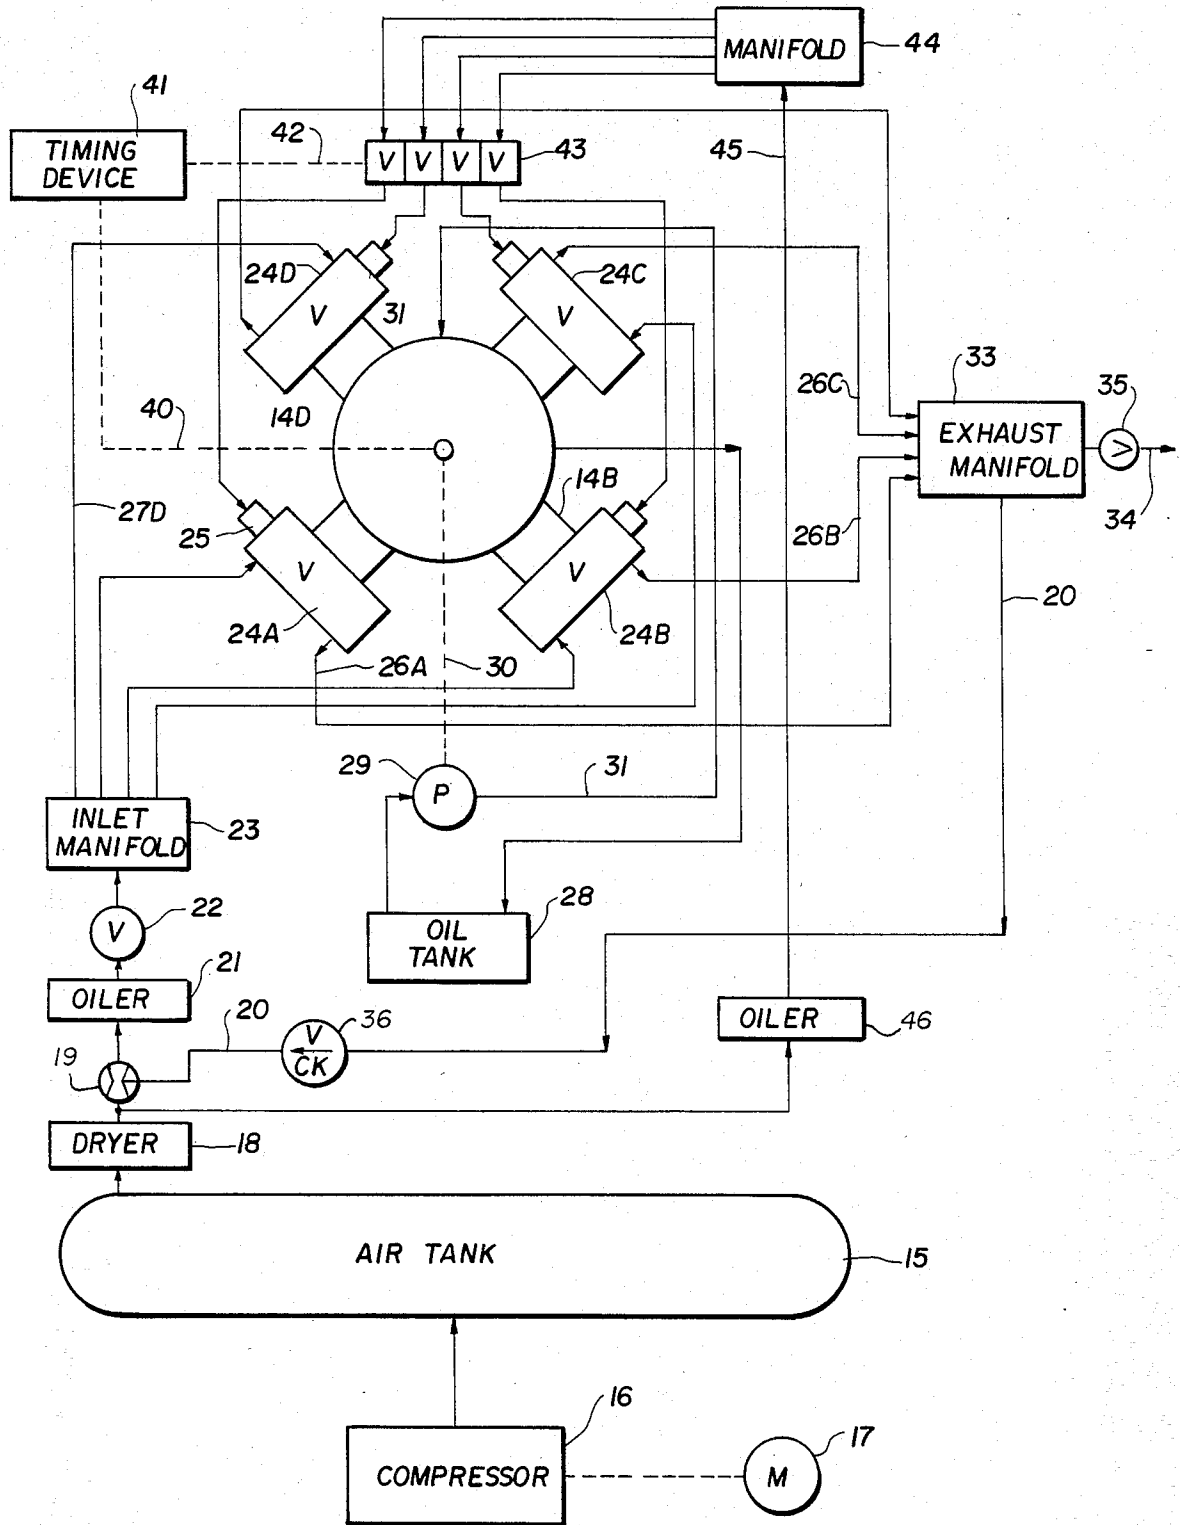 MANIFOLD 44
41
TIMING
DEVICE
42
V V V V 43
45
24D
V
31
24C
V
14D
40
33
26C
35
EXHAUST
MANIFOLD
V
34
27D
25
V
24A
14B
V
24B
26B
20
26A
30
29
P
31
INLET
MANIFOLD
23
22
V
28
OIL
TANK
21
OILER
20
36
V
CK
OILER 46
19
DRYER 18
AIR TANK
15
16
COMPRESSOR
17
M